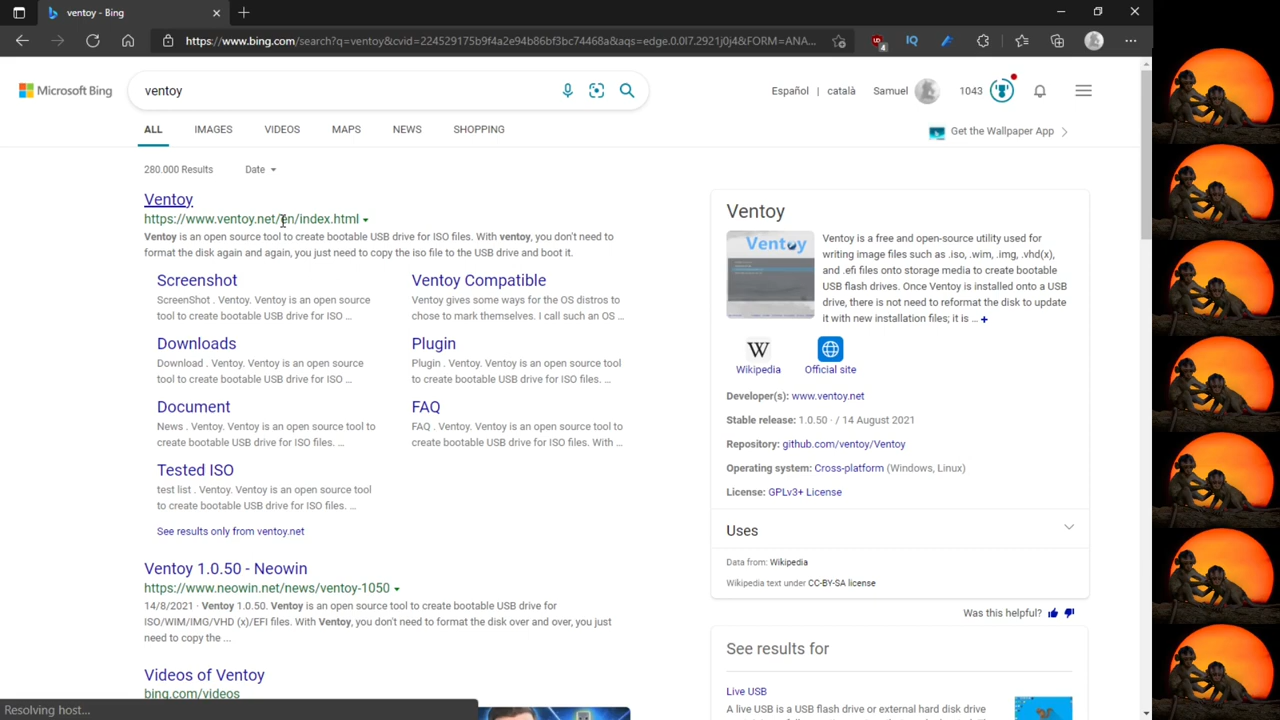 ventoy - Bing
https://www.bing.com/search?q=ventoy&cvid=224529175b9f4a2e94b86bf3bc74468a&aqs=edge.0.0l7.2921j0j4&FORM=ANA...
4
IQ
Microsoft Bing
ventoy
Español | català
Samuel
1043
ALL
IMAGES
VIDEOS
MAPS
NEWS
SHOPPING
Get the Wallpaper App
280.000 Results
Date
Ventoy
https://www.ventoy.net/en/index.html
Ventoy is an open source tool to create bootable USB drive for ISO files. With ventoy, you don't need to
format the disk again and again, you just need to copy the iso file to the USB drive and boot it.
Screenshot
ScreenShot . Ventoy. Ventoy is an open source
tool to create bootable USB drive for ISO ...
Ventoy Compatible
Ventoy gives some ways for the OS distros to
chose to mark themselves. I call such an OS ...
Downloads
Download . Ventoy. Ventoy is an open source
tool to create bootable USB drive for ISO ...
Plugin
Plugin . Ventoy. Ventoy is an open source tool
to create bootable USB drive for ISO files. ...
Document
News . Ventoy. Ventoy is an open source tool to
create bootable USB drive for ISO files. ...
FAQ
FAQ . Ventoy. Ventoy is an open source tool to
create bootable USB drive for ISO files. With ...
Tested ISO
test list . Ventoy. Ventoy is an open source tool
to create bootable USB drive for ISO files. ...
See results only from ventoy.net
Ventoy 1.0.50 - Neowin
https://www.neowin.net/news/ventoy-1050
14/8/2021 · Ventoy 1.0.50. Ventoy is an open source tool to create bootable USB drive for
ISO/WIM/IMG/VHD (x)/EFI files. With Ventoy, you don't need to format the disk over and over, you just
need to copy the ...
Videos of Ventoy
bing.com/videos
Resolving host...
Ventoy
Ventoy
Ventoy is a free and open-source utility used for
writing image files such as .iso, .wim, .img, .vhd(x),
and .efi files onto storage media to create bootable
USB flash drives. Once Ventoy is installed onto a USB
drive, there is not need to reformat the disk to update
it with new installation files; it is ... +
W
Wikipedia
Official site
Developer(s): www.ventoy.net
Stable release: 1.0.50 · / 14 August 2021
Repository: github.com/ventoy/Ventoy
Operating system: Cross-platform (Windows, Linux)
License: GPLv3+ License
Uses
Data from: Wikipedia
Wikipedia text under CC-BY-SA license
Was this helpful?
See results for
Live USB
A live USB is a USB flash drive or external hard disk drive